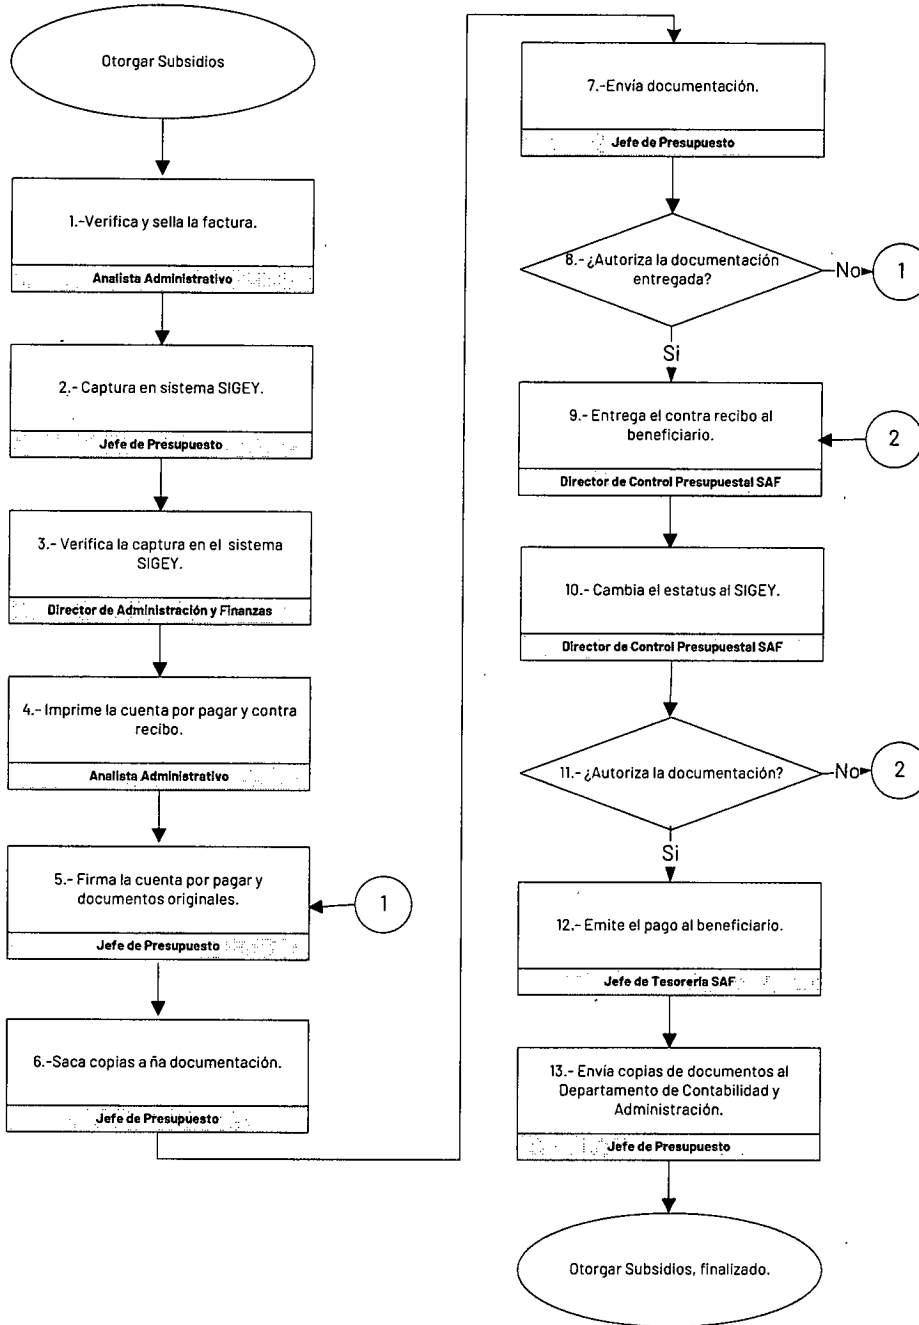 Otorgar Subsidios
1.-Verifica y sella la factura.
Analista Administrativo
2.- Captura en sistema SIGEY.
Jefe de Presupuesto
3.- Verifica la captura en el sistema
SIGEY.
Director de Administración y Finanzas
4.- Imprime la cuenta por pagar y contra
recibo.
Analista Administrativo
5.- Firma la cuenta por pagar y
documentos originales.
Jefe de Presupuesto
1
6.-Saca copias a ña documentación.
Jefe de Presupuesto
7.-Envía documentación.
Jefe de Presupuesto
8.- ¿Autoriza la documentación
entregada?
No
1
Si
9.- Entrega el contra recibo al
beneficiario.
Director de Control Presupuestal SAF
2
10.- Cambia el estatus al SIGEY.
Director de Control Presupuestal SAF
11.- ¿Autoriza la documentación?
No
2
Si
12.- Emite el pago al beneficiario.
Jefe de Tesorería SAF
13.- Envía copias de documentos al
Departamento de Contabilidad y
Administración.
Jefe de Presupuesto
Otorgar Subsidios, finalizado.